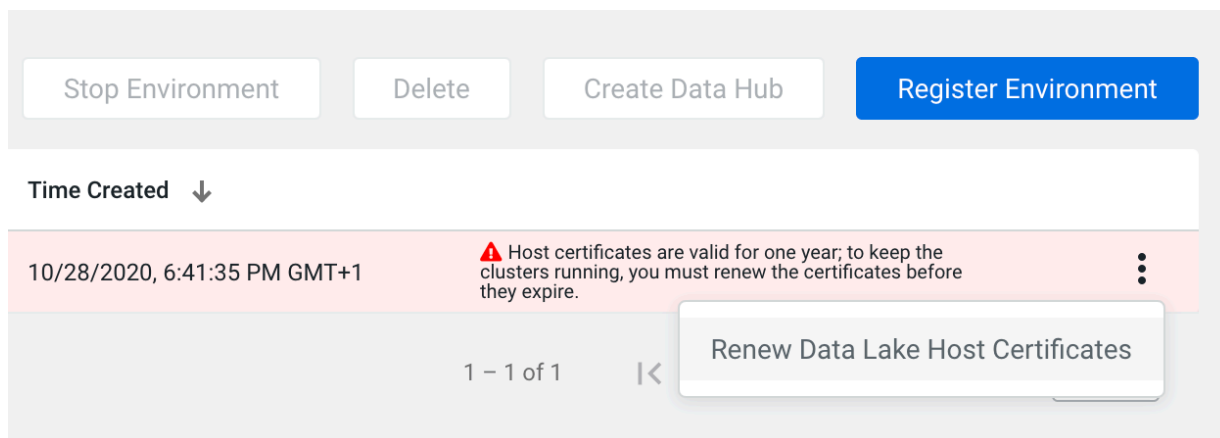 Stop Environment
Delete
Create Data Hub
Register Environment
Time Created
10/28/2020, 6:41:35 PM GMT+1
Host certificates are valid for one year; to keep the
clusters running, you must renew the certificates before
they expire.
Renew Data Lake Host Certificates
1 – 1 of 1